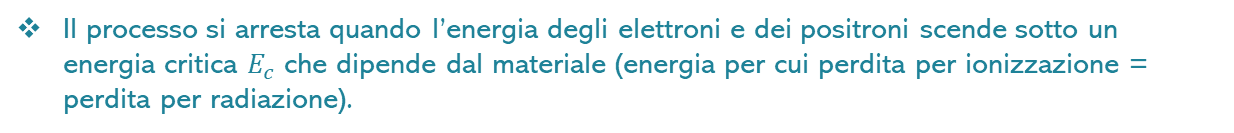 ❖ Il processo si arresta quando l'energia degli elettroni e dei positroni scende sotto un
energia critica E_c che dipende dal materiale (energia per cui perdita per ionizzazione =
perdita per radiazione).